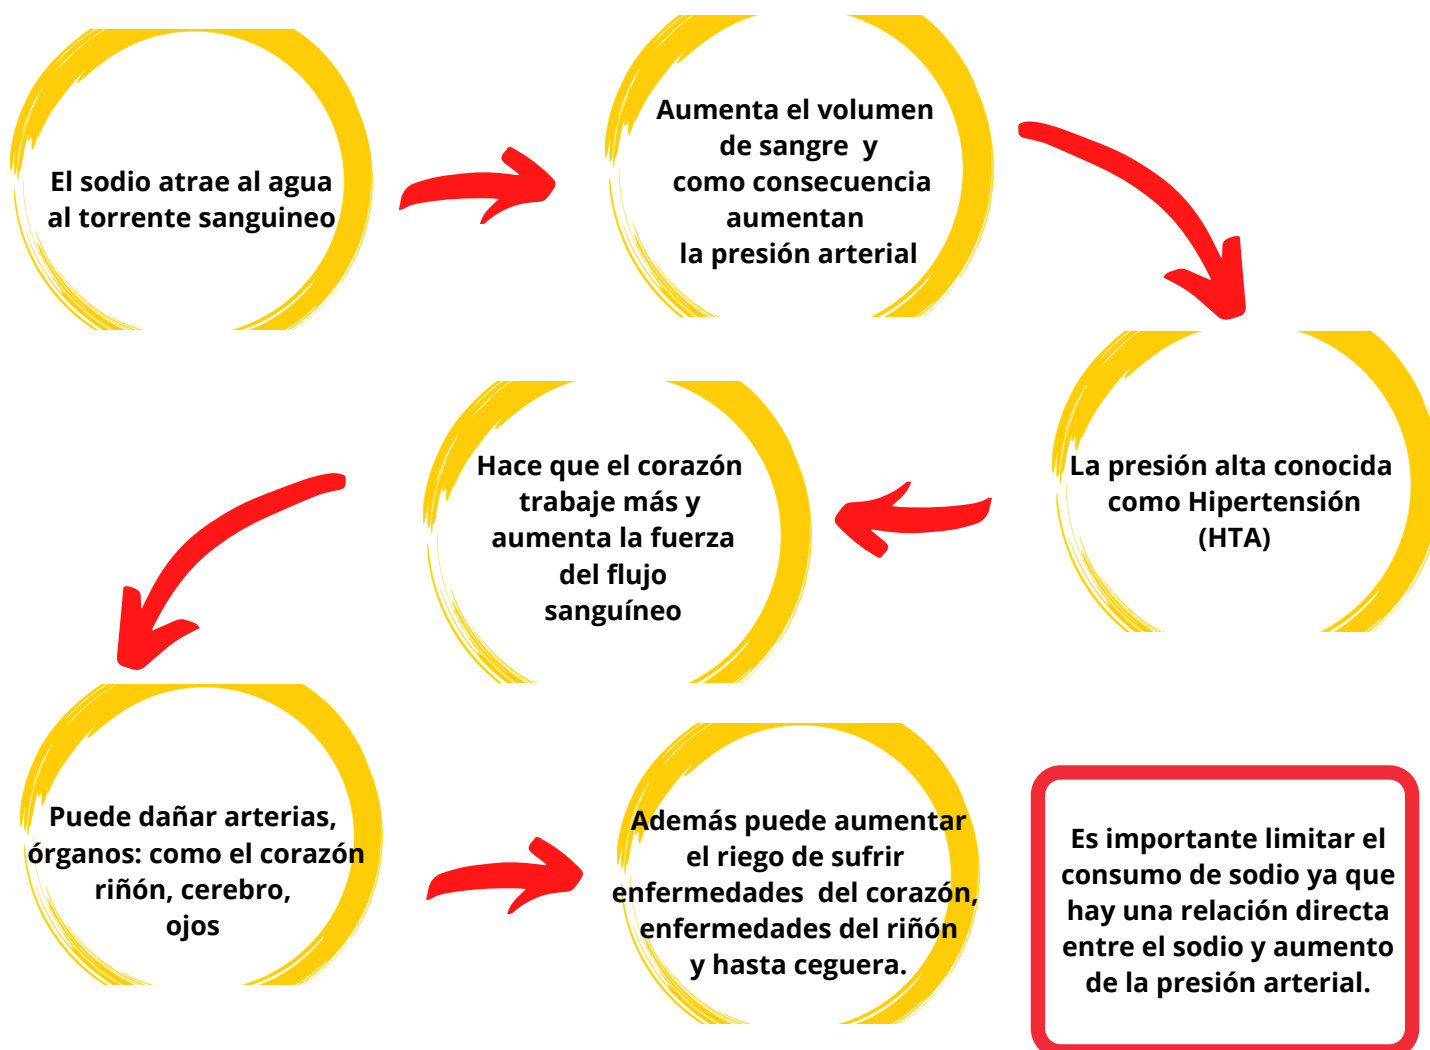 El sodio atrae al agua
al torrente sanguineo
Aumenta el volumen
de sangre y
como consecuencia
aumentan
la presión arterial
La presión alta conocida
como Hipertensión
(HTA)
Hace que el corazón
trabaje más y
aumenta la fuerza
del flujo
sanguíneo
Puede dañar arterias,
órganos: como el corazón
riñón, cerebro,
ojos
Además puede aumentar
el riego de sufrir
enfermedades del corazón,
enfermedades del riñón
y hasta ceguera.
Es importante limitar el
consumo de sodio ya que
hay una relación directa
entre el sodio y aumento
de la presión arterial.